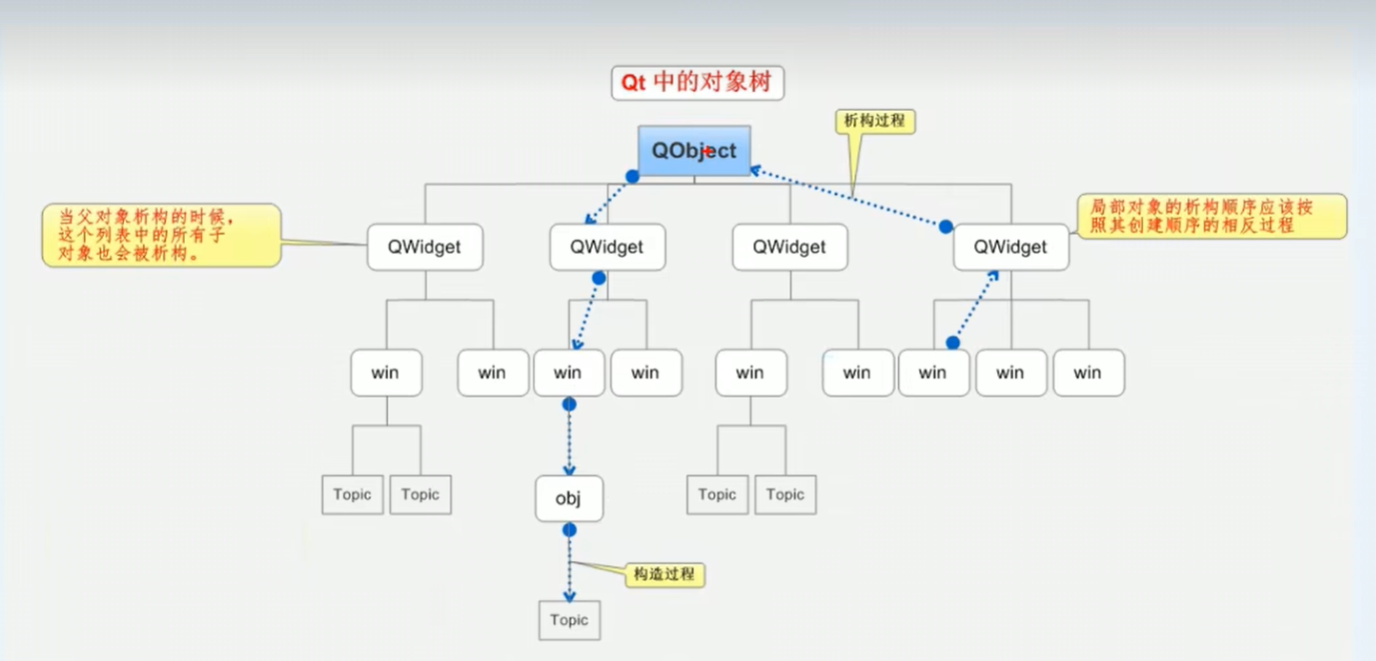 Qt 中的对象树
析构过程
QObject
当父对象析构的时候，
这个列表中的所有子
对象也会被析构。
局部对象的析构顺序应该按
照其创建顺序的相反过程
QWidget
QWidget
QWidget
QWidget
win
win
win
win
win
win
win
win
win
Topic
Topic
obj
Topic
Topic
构造过程
Topic